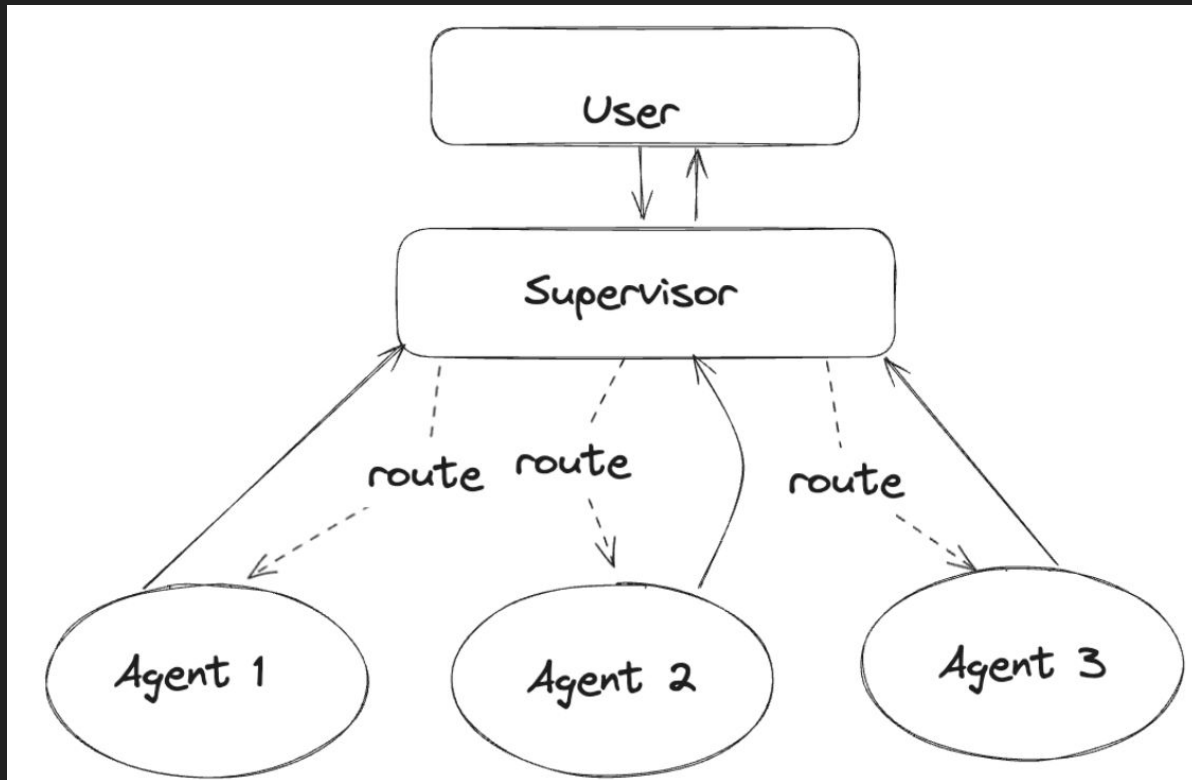 User
Supervisor
route
route
route
Agent 1
Agent 2
Agent 3